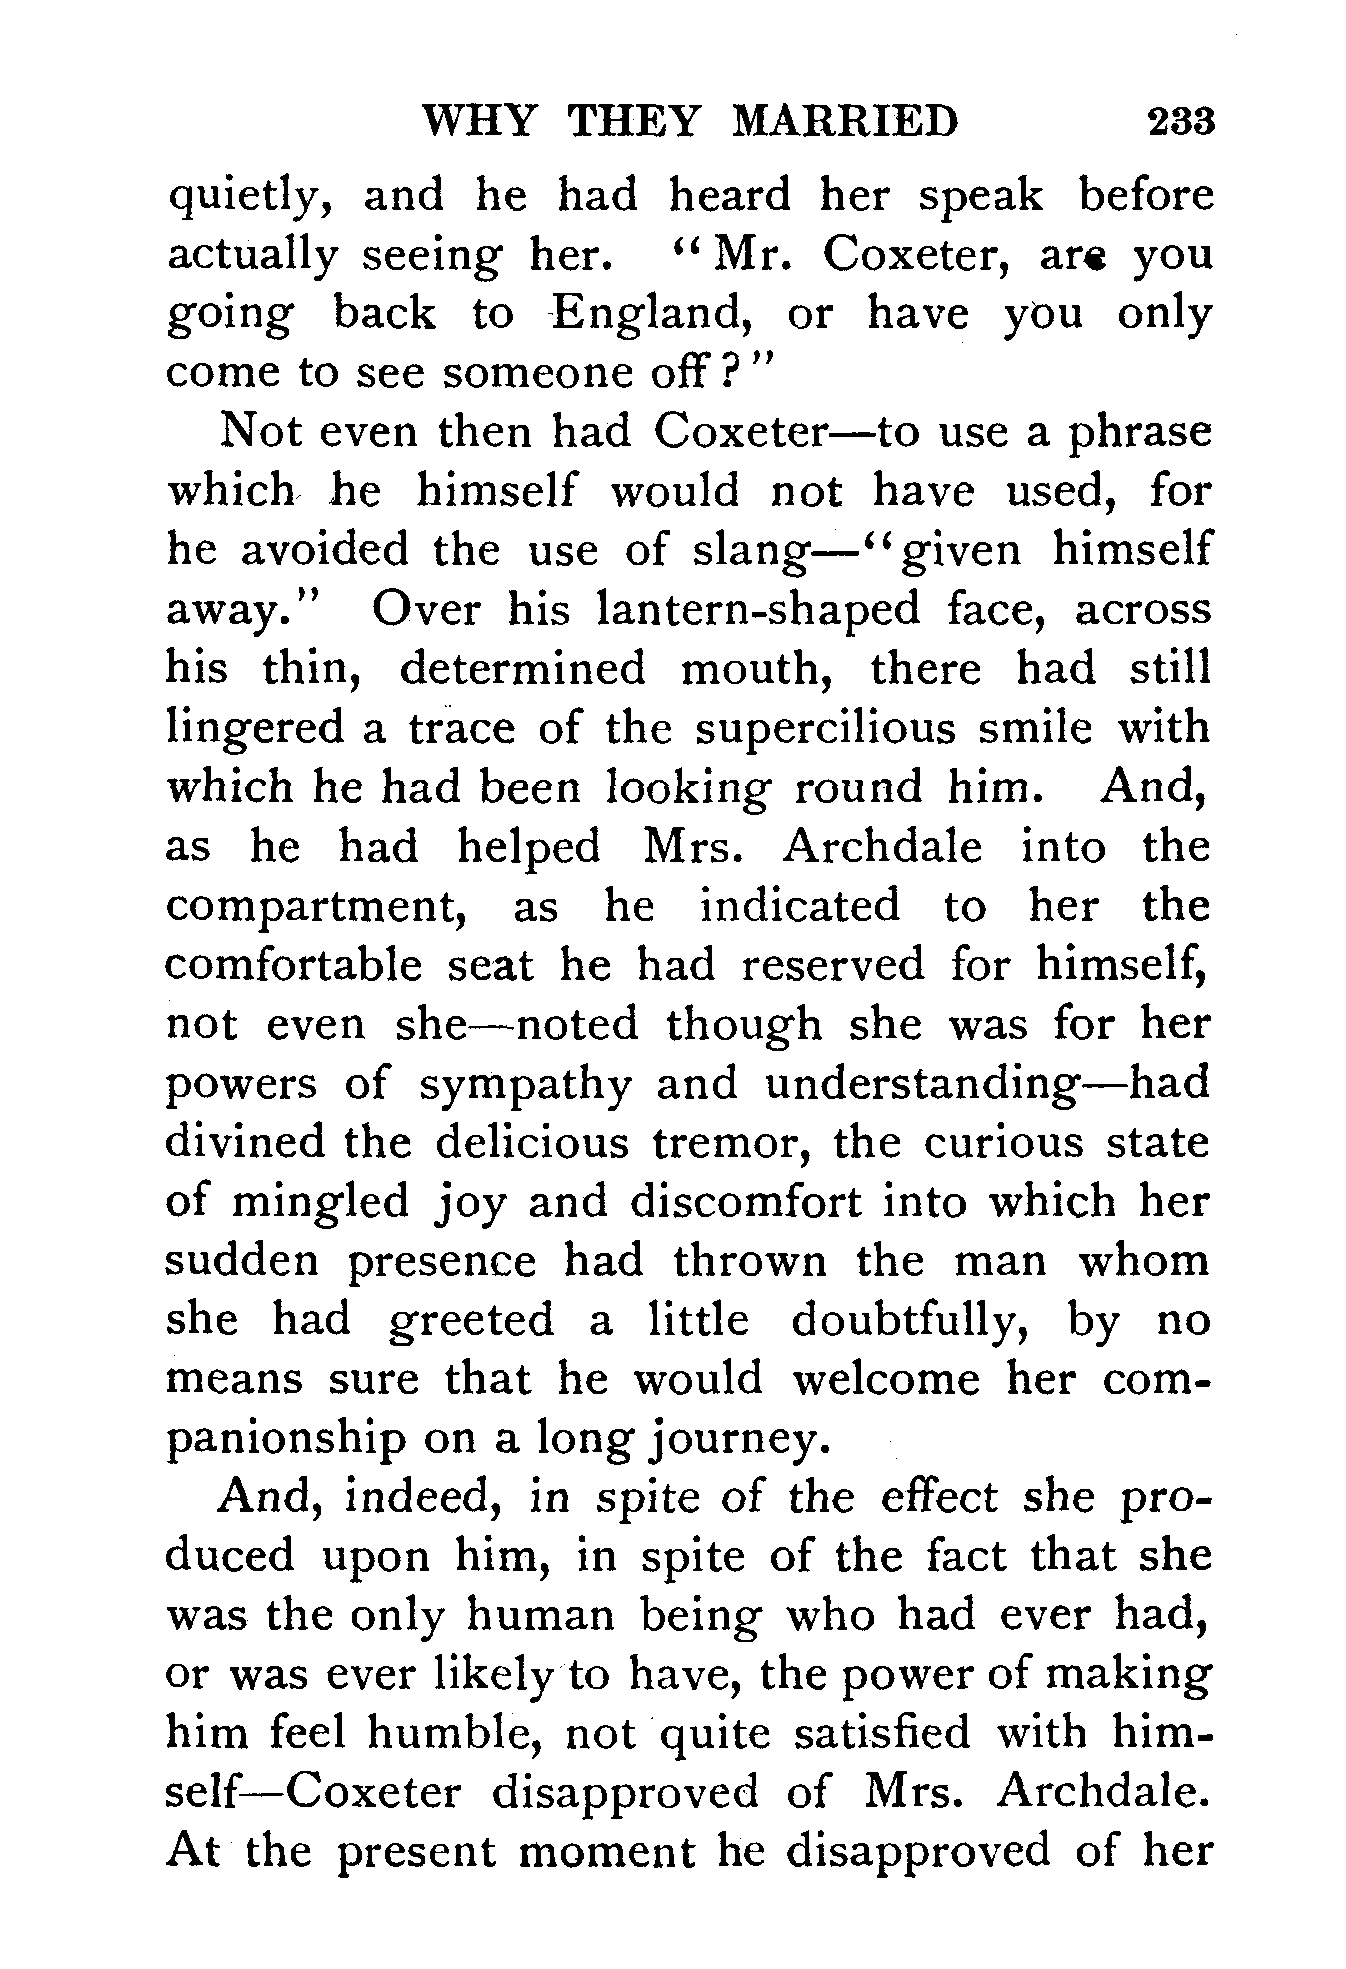 WHY THEY MARRIED 233
quietly, and he had heard her speak before
actually seeing her. “Mr. Coxeter, are you
going back to England, or have you only
come to see someone off?”
Not even then had Coxeter—to use a phrase
which he himself would not have used, for
he avoided the use of slang—“given himself
away.” Over his lantern-shaped face, across
his thin, determined mouth, there had still
lingered a trace of the supercilious smile with
which he had been looking round him. And,
as he had helped Mrs. Archdale into the
compartment, as he indicated to her the
comfortable seat he had reserved for himself,
not even she—noted though she was for her
powers of sympathy and understanding—had
divined the delicious tremor, the curious state
of mingled joy and discomfort into which her
sudden presence had thrown the man whom
she had greeted a little doubtfully, by no
means sure that he would welcome her com-
panionship on a long journey.
And, indeed, in spite of the effect she pro-
duced upon him, in spite of the fact that she
was the only human being who had ever had,
or was ever likely to have, the power of making
him feel humble, not quite satisfied with him-
self—Coxeter disapproved of Mrs. Archdale.
At the present moment he disapproved of her